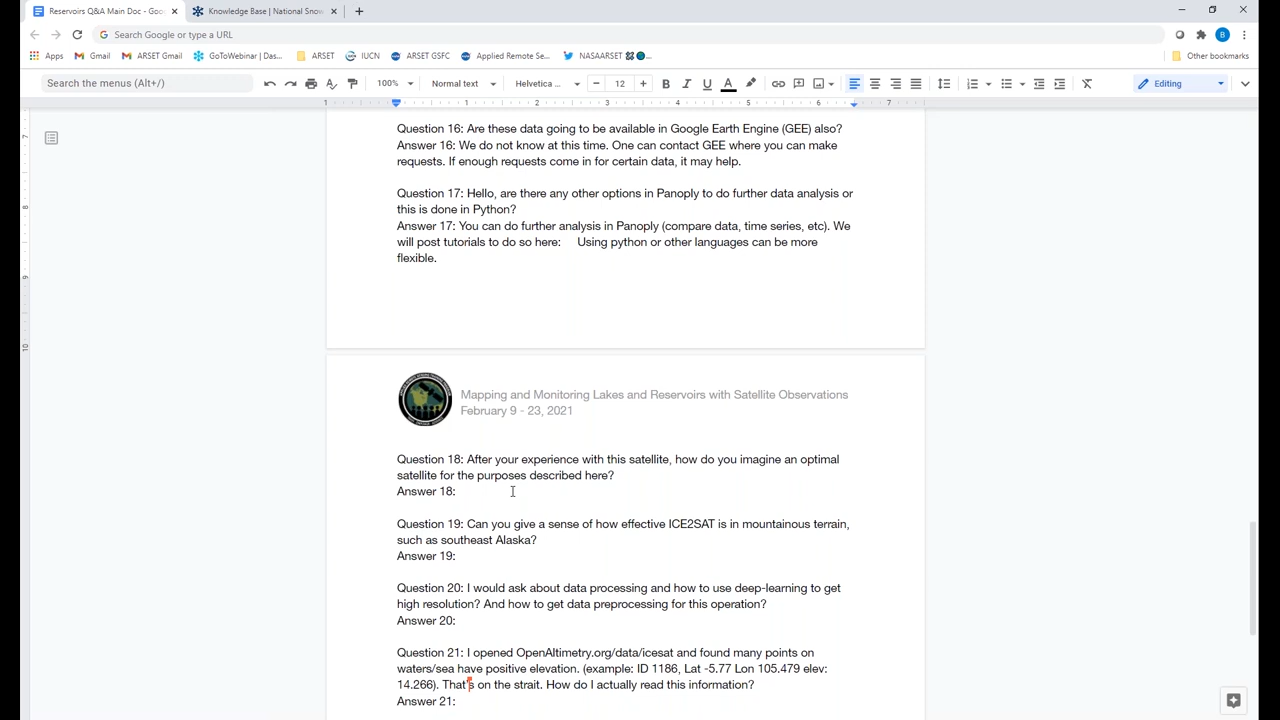 Reservoirs Q&A Main Doc - Goo
Knowledge Base | National Snow
Search Google or type a URL
Apps
Gmail
ARSET Gmail
GoToWebinar | Das...
ARSET
IUCN
ARSET GSFC
Applied Remote Se...
NASAARSET
Other bookmarks
Search the menus (Alt+/)
100%
Normal text
Helvetica ...
12
Editing
1 1 2 3 4 5 6 7
Question 16: Are these data going to be available in Google Earth Engine (GEE) also?
Answer 16: We do not know at this time. One can contact GEE where you can make
requests. If enough requests come in for certain data, it may help.
Question 17: Hello, are there any other options in Panoply to do further data analysis or
this is done in Python?
Answer 17: You can do further analysis in Panoply (compare data, time series, etc). We
will post tutorials to do so here: Using python or other languages can be more
flexible.
Mapping and Monitoring Lakes and Reservoirs with Satellite Observations
February 9 - 23, 2021
Question 18: After your experience with this satellite, how do you imagine an optimal
satellite for the purposes described here?
Answer 18:
Question 19: Can you give a sense of how effective ICE2SAT is in mountainous terrain,
such as southeast Alaska?
Answer 19:
Question 20: I would ask about data processing and how to use deep-learning to get
high resolution? And how to get data preprocessing for this operation?
Answer 20:
Question 21: I opened OpenAltimetry.org/data/icesat and found many points on
waters/sea have positive elevation. (example: ID 1186, Lat -5.77 Lon 105.479 elev:
14.266). That's on the strait. How do I actually read this information?
Answer 21: